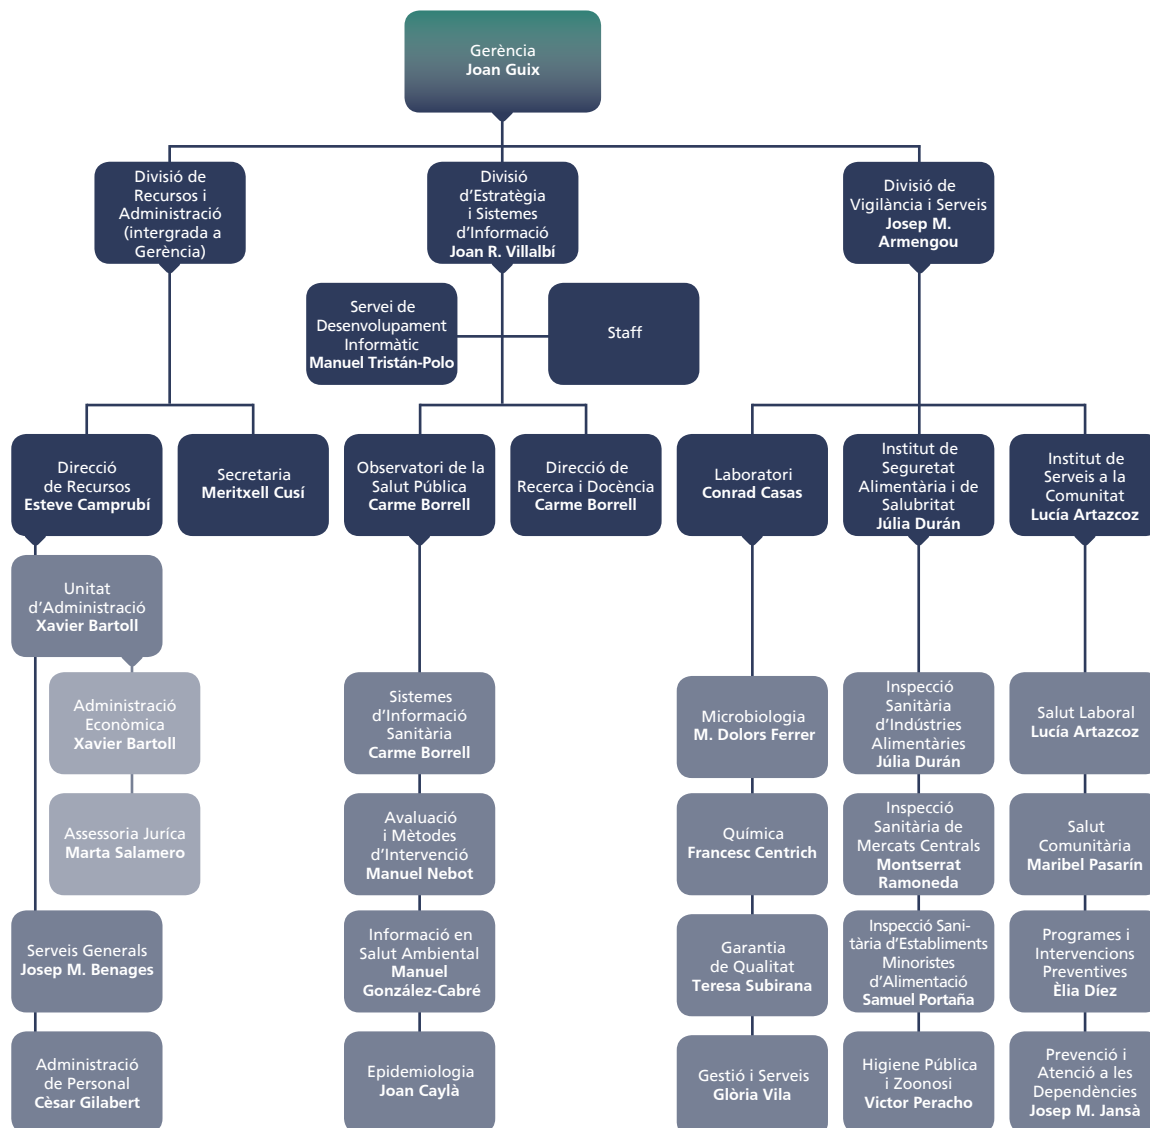 Gerència
Joan Guix
Divisió de
Recursos i
Administració
(intergrada a
Gerència)
Divisió
d'Estratègia
i Sistemes
d'Informació
Joan R. Villalbí
Divisió de
Vigilància i Serveis
Josep M.
Armengou
Servei de
Desenvolupament
Informàtic
Manuel Tristán-Polo
Staff
Direcció
de Recursos
Esteve Camprubí
Secretaria
Meritxell Cusí
Observatori de la
Salut Pública
Carme Borrell
Direcció de
Recerca i Docència
Carme Borrell
Laboratori
Conrad Casas
Institut de
Seguretat
Alimentària i de
Salubritat
Júlia Durán
Institut de
Serveis a la
Comunitat
Lucía Artazcoz
Unitat
d'Administració
Xavier Bartoll
Administració
Econòmica
Xavier Bartoll
Assessoria Juríca
Marta Salamero
Serveis Generals
Josep M. Benages
Administració
de Personal
Cèsar Gilabert
Sistemes
d'Informació
Sanitària
Carme Borrell
Avaluació
i Mètodes
d'Intervenció
Manuel Nebot
Informació en
Salut Ambiental
Manuel
González-Cabré
Epidemiologia
Joan Caylà
Microbiologia
M. Dolors Ferrer
Química
Francesc Centrich
Garantia
de Qualitat
Teresa Subirana
Gestió i Serveis
Glòria Vila
Inspecció
Sanitària
d'Indústries
Alimentàries
Júlia Durán
Inspecció
Sanitària de
Mercats Centrals
Montserrat
Ramoneda
Inspecció Sani-
tària d'Establiments
Minoristes
d'Alimentació
Samuel Portaña
Higiene Pública
i Zoonosi
Victor Peracho
Salut Laboral
Lucía Artazcoz
Salut
Comunitària
Maribel Pasarín
Programes i
Intervencions
Preventives
Èlia Díez
Prevenció i
Atenció a les
Dependències
Josep M. Jansà